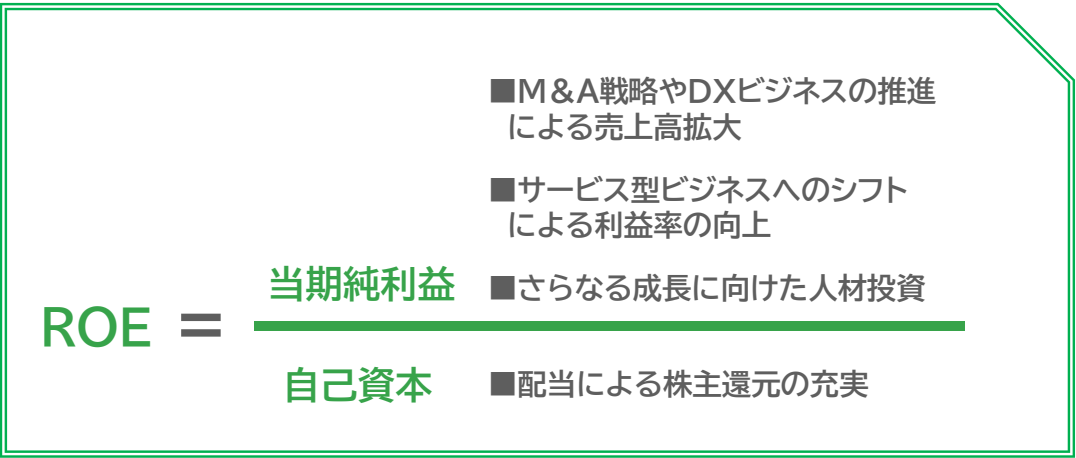 ■M&A戦略やDXビジネスの推進
による売上高拡大
■サービス型ビジネスへのシフト
による利益率の向上
当期純利益 ■さらなる成長に向けた人材投資
ROE =
自己資本 ■配当による株主還元の充実